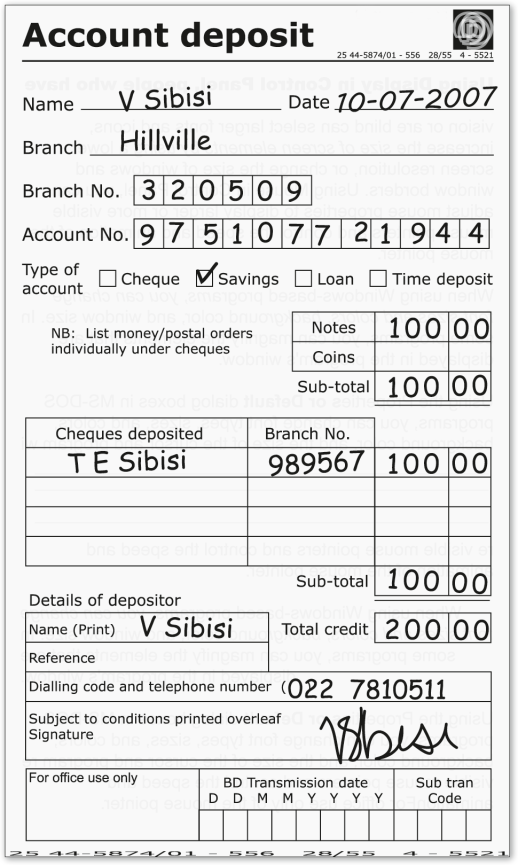 Account deposit
25 44-5874/01 - 556 28/55 4 - 5521
Name V Sibisi Date 10-07-2007
Branch Hillville
Branch No. 320509
Account No. 97510772 1944
Type of account Cheque ✓ Savings Loan Time deposit
NB: List money/postal orders
individually under cheques
Notes 100 00
Coins
Sub-total 100 00
Cheques deposited Branch No.
T E Sibisi 989567 100 00
Sub-total 100 00
Details of depositor
Name (Print) V Sibisi Total credit 200 00
Reference
Dialling code and telephone number (022 7810511
Subject to conditions printed overleaf
Signature VSibisi
For office use only
BD Transmission date Sub tran
D D M M Y Y Y Y Code
25 44-5874/01 - 556 28/55 4 - 5521